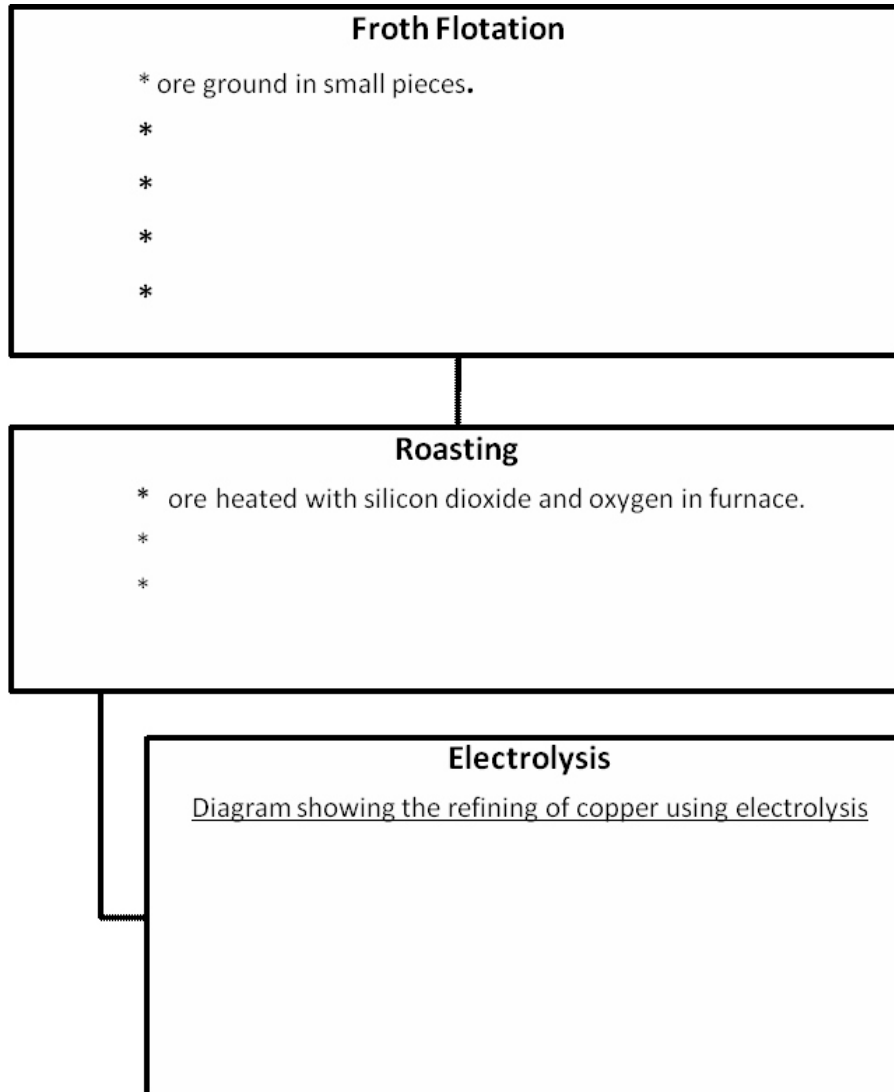 Froth Flotation
* ore ground in small pieces.
*
*
*
*
Roasting
* ore heated with silicon dioxide and oxygen in furnace.
*
*
Electrolysis
Diagram showing the refining of copper using electrolysis